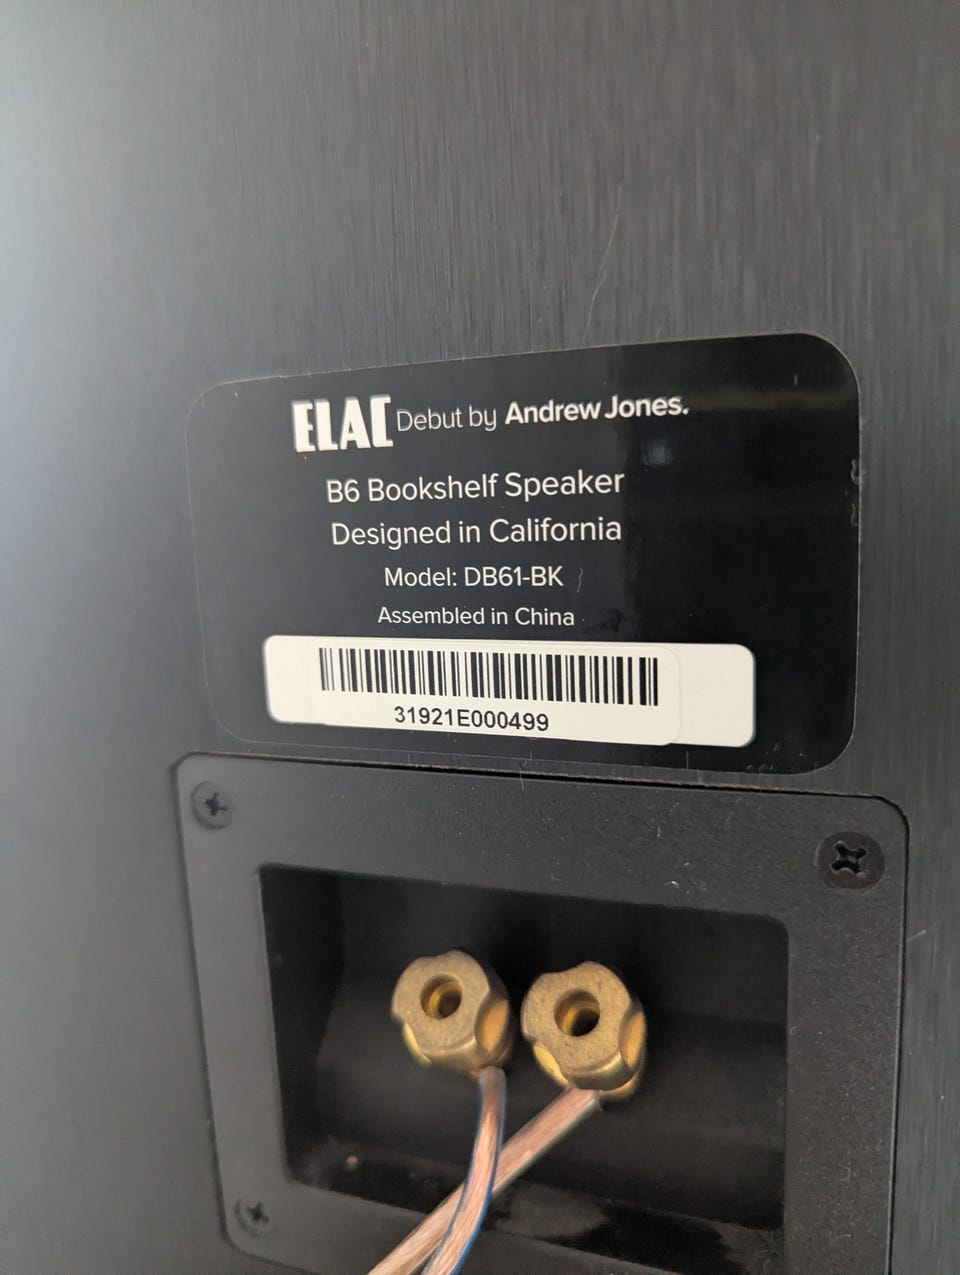 ELAC Debut by Andrew Jones.
B6 Bookshelf Speaker
Designed in California
Model: DB61-BK
Assembled in China
31921E000499